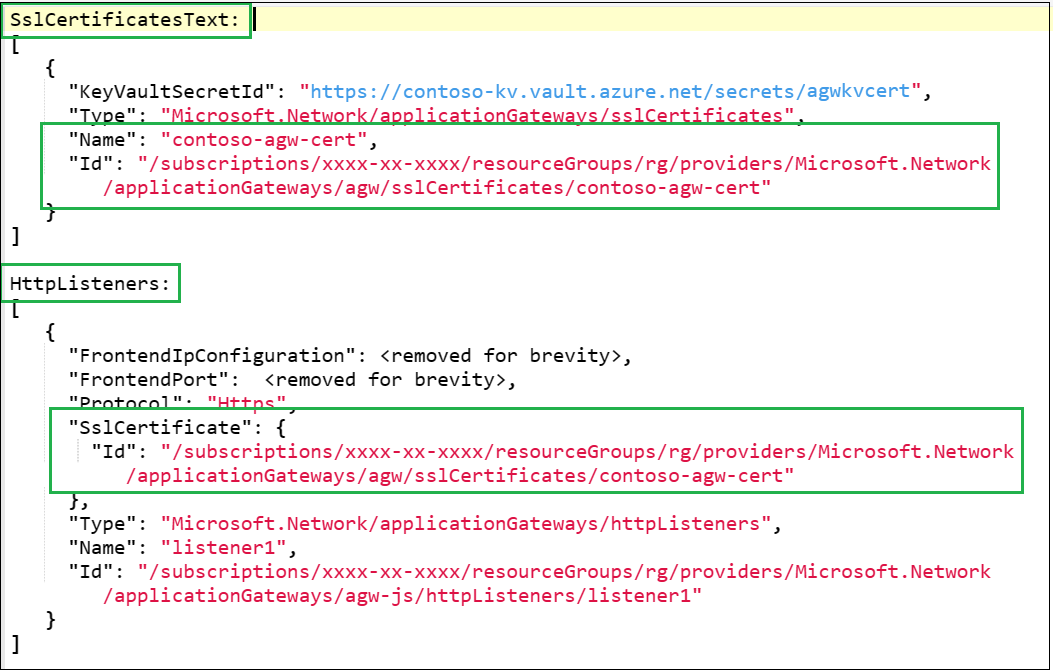 SslCertificatesText:
[
{
"KeyVaultSecretId": "https://contoso-kv.vault.azure.net/secrets/agwkvcert",
"Type": "Microsoft.Network/applicationGateways/sslCertificates",
"Name": "contoso-agw-cert",
"Id": "/subscriptions/xxxx-xx-xxxx/resourceGroups/rg/providers/Microsoft.Network
/applicationGateways/agw/sslCertificates/contoso-agw-cert"
}
]
HttpListeners:
[
{
"FrontendIpConfiguration": <removed for brevity>,
"FrontendPort": <removed for brevity>,
"Protocol": "Https",
"SslCertificate": {
"Id": "/subscriptions/xxxx-xx-xxxx/resourceGroups/rg/providers/Microsoft.Network
/applicationGateways/agw/sslCertificates/contoso-agw-cert"
},
"Type": "Microsoft.Network/applicationGateways/httpListeners",
"Name": "listener1",
"Id": "/subscriptions/xxxx-xx-xxxx/resourceGroups/rg/providers/Microsoft.Network
/applicationGateways/agw-js/httpListeners/listener1"
}
]